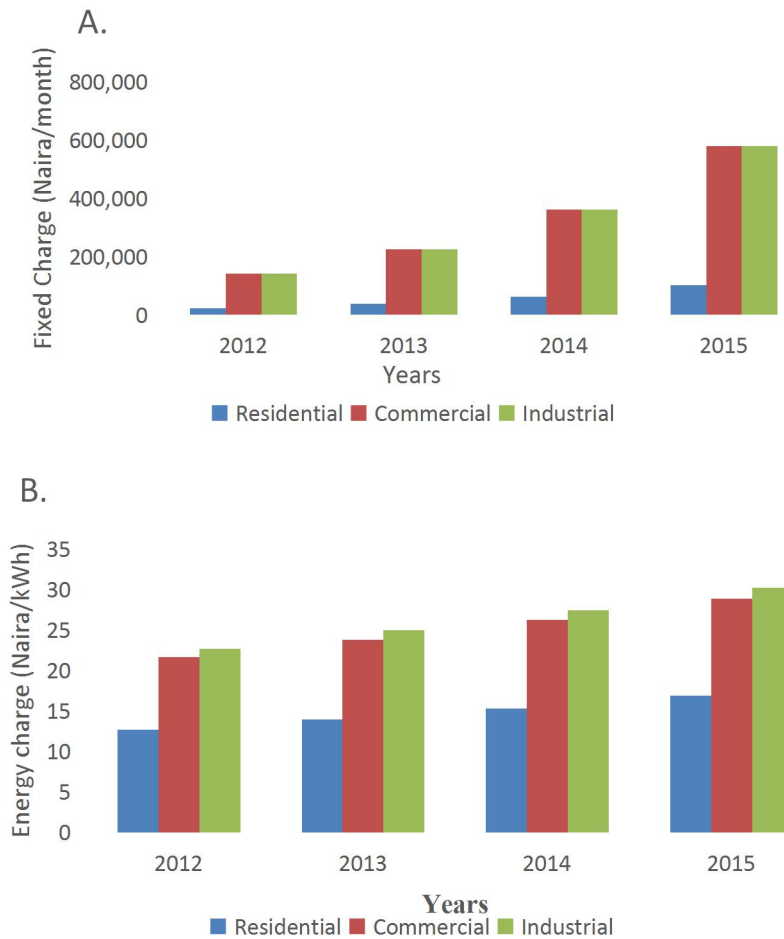 A.
Fixed Charge (Naira/month)
800,000
600,000
400,000
200,000
0
2012 2013 2014 2015
Years
Residential Commercial Industrial
B.
Energy charge (Naira/kWh)
35
30
25
20
15
10
5
0
2012 2013 2014 2015
Years
Residential Commercial Industrial